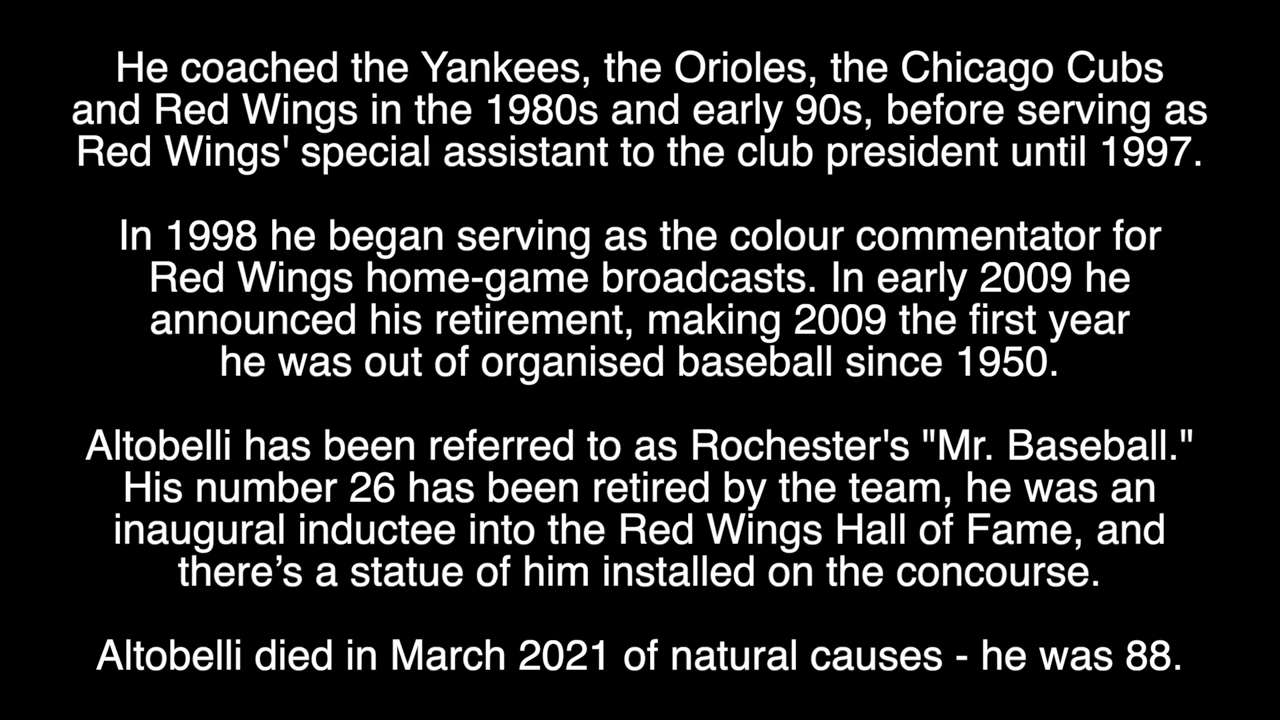 He coached the Yankees, the Orioles, the Chicago Cubs
and Red Wings in the 1980s and early 90s, before serving as
Red Wings' special assistant to the club president until 1997.
In 1998 he began serving as the colour commentator for
Red Wings home-game broadcasts. In early 2009 he
announced his retirement, making 2009 the first year
he was out of organised baseball since 1950.
Altobelli has been referred to as Rochester's "Mr. Baseball."
His number 26 has been retired by the team, he was an
inaugural inductee into the Red Wings Hall of Fame, and
there’s a statue of him installed on the concourse.
Altobelli died in March 2021 of natural causes - he was 88.